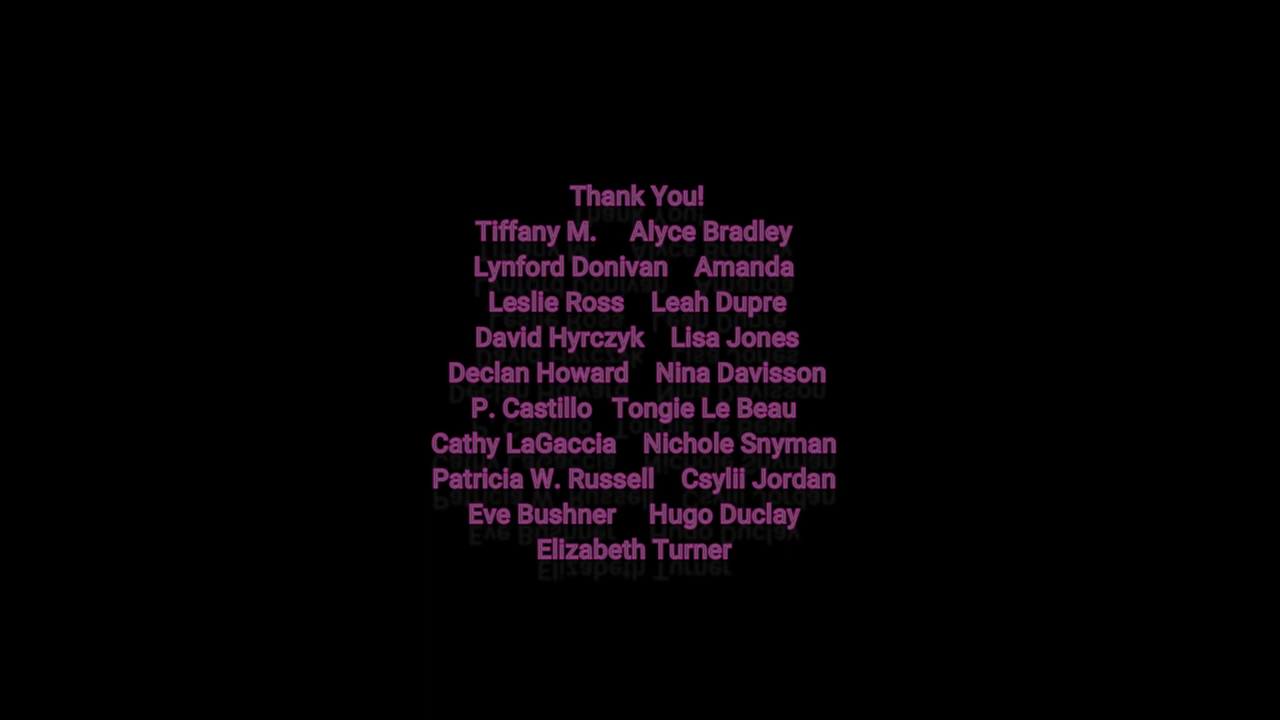 Thank You!
Tiffany M. Alyce Bradley
Lynford Donivan Amanda
Leslie Ross Leah Dupre
David Hyrczyk Lisa Jones
Declan Howard Nina Davisson
P. Castillo Tongie Le Beau
Cathy LaGaccia Nichole Snyman
Patricia W. Russell Csylii Jordan
Eve Bushner Hugo Duclay
Elizabeth Turner